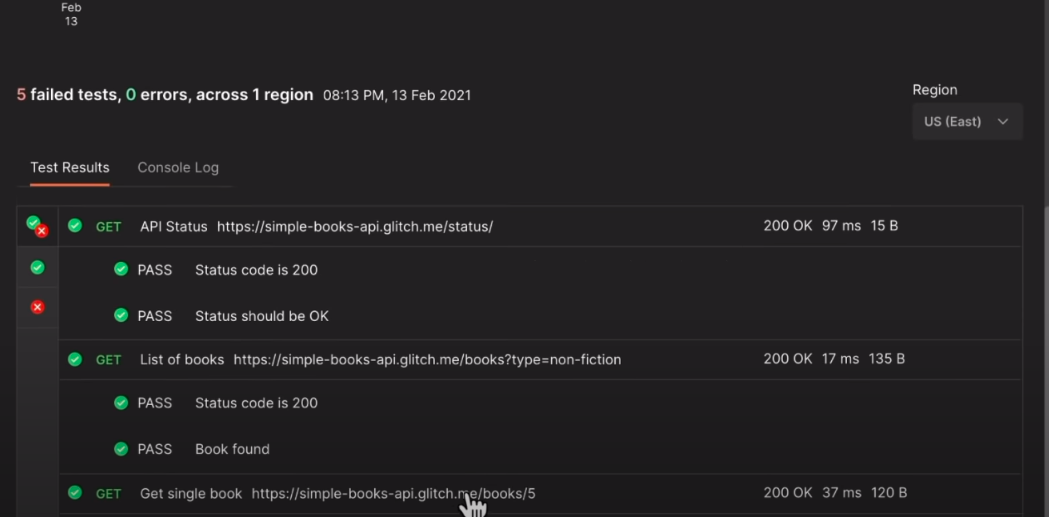 Feb
13
5 failed tests, 0 errors, across 1 region 08:13 PM, 13 Feb 2021
Region
US (East)
Test Results Console Log
GET API Status https://simple-books-api.glitch.me/status/ 200 OK 97 ms 15 B
PASS Status code is 200
PASS Status should be OK
GET List of books https://simple-books-api.glitch.me/books?type=non-fiction 200 OK 17 ms 135 B
PASS Status code is 200
PASS Book found
GET Get single book https://simple-books-api.glitch.me/books/5 200 OK 37 ms 120 B